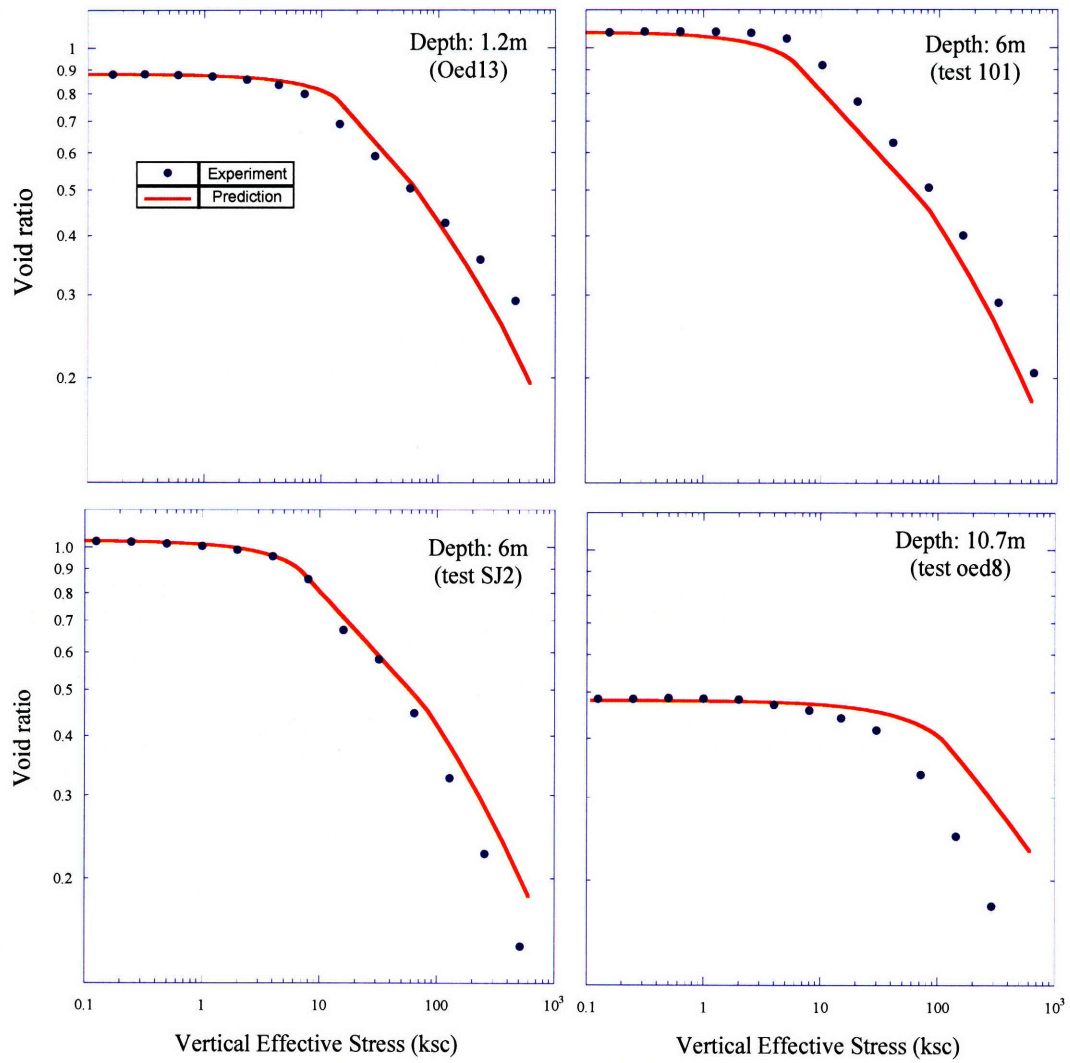 Depth: 1.2m
(Oed13)
Experiment
Prediction
Void ratio
1
0.9
0.8
0.7
0.6
0.5
0.4
0.3
0.2
Depth: 6m
(test 101)
Depth: 6m
(test SJ2)
Void ratio
1.0
0.9
0.8
0.7
0.6
0.5
0.4
0.3
0.2
0.1 1 10 100 10³
Vertical Effective Stress (ksc)
Depth: 10.7m
(test oed8)
0.1 1 10 100 10³
Vertical Effective Stress (ksc)